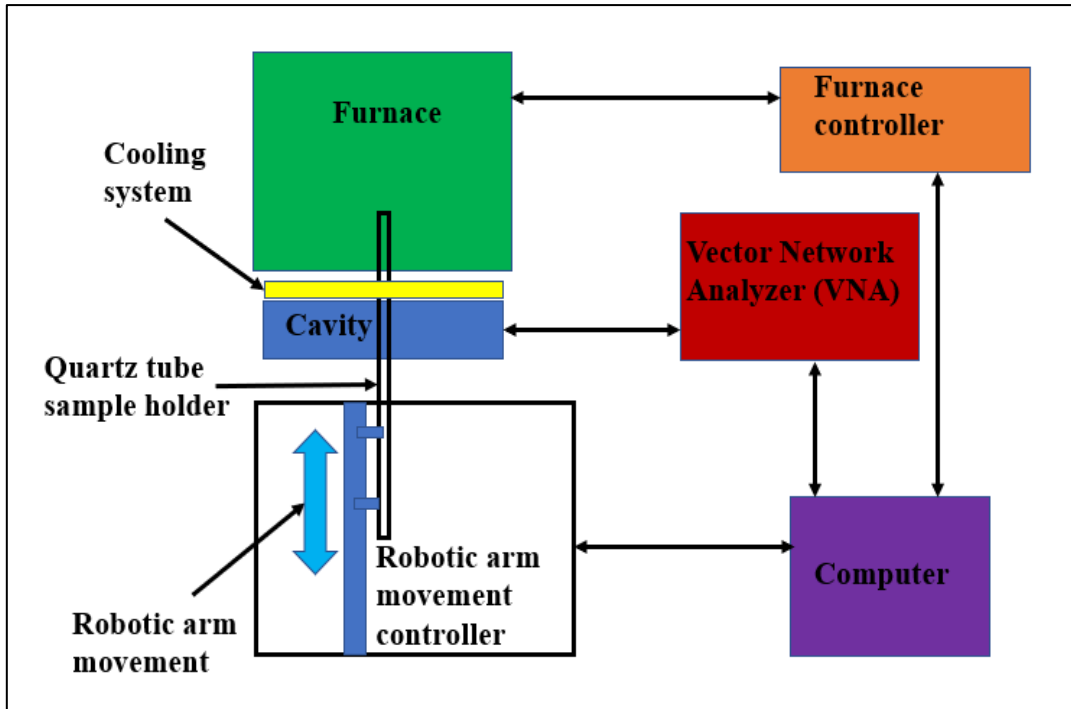 Furnace
Furnace
controller
Cooling
system
Vector Network
Analyzer (VNA)
Cavity
Quartz tube
sample holder
Robotic arm
movement
controller
Computer
Robotic arm
movement